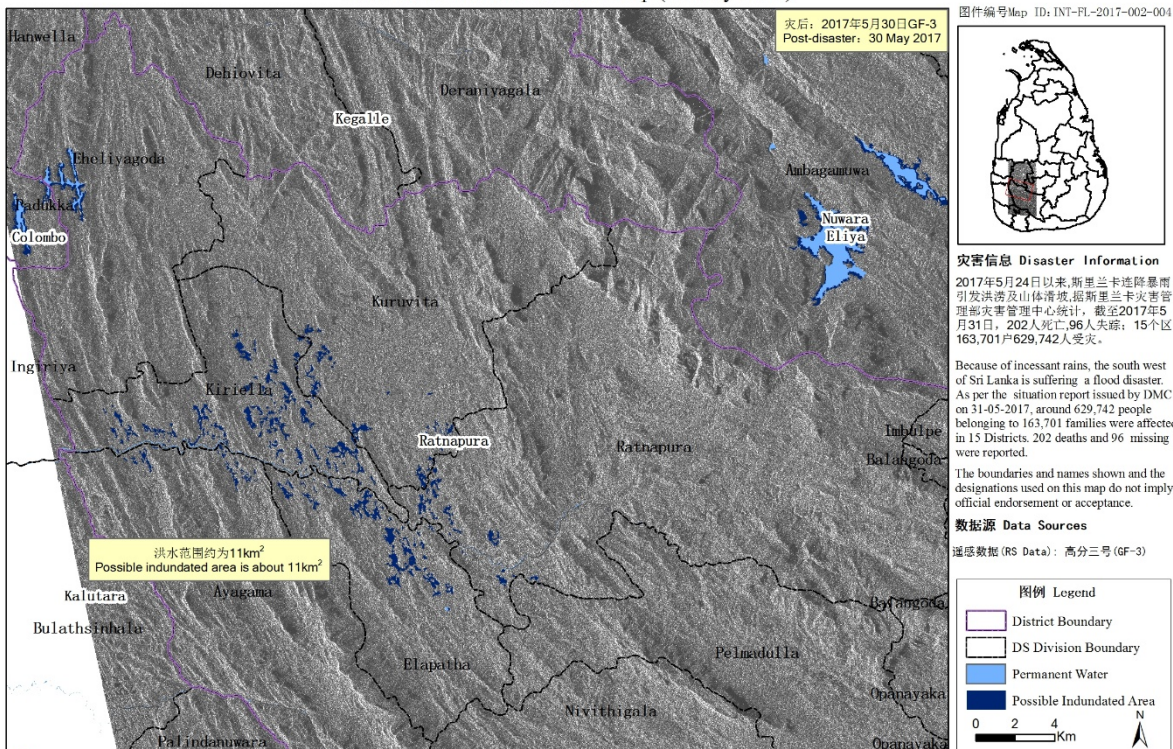 灾后：2017年5月30日GF-3
Post-disaster: 30 May 2017
Hanwella
Dehiovita
Deraniyagala
Kegalle
Eheliyagoda
Padukka
Colombo
Ambagamuwa
Nuwara
Eliya
Kuruvita
Ingiriya
Kiriella
Ratnapura
Ratnapura
Imbulpe
Balangoda
洪水范围约为11km²
Possible indundated area is about 11km²
Kalutara
Ayagama
Bulathsinhala
Balangoda
Elapatha
Pelmadulla
Opanayaka
Nivithigala
Palindanuwara
Opanayaka
图件编号Map ID: INT-FL-2017-002-004
灾害信息 Disaster Information
2017年5月24日以来,斯里兰卡连降暴雨
引发洪涝及山体滑坡,据斯里兰卡灾害管
理部灾害管理中心统计，截至2017年5
月31日，202人死亡,96人失踪；15个区
163,701户629,742人受灾。
Because of incessant rains, the south west
of Sri Lanka is suffering a flood disaster.
As per the situation report issued by DMC
on 31-05-2017, around 629,742 people
belonging to 163,701 families were affected
in 15 Districts. 202 deaths and 96 missing
were reported.
The boundaries and names shown and the
designations used on this map do not imply
official endorsement or acceptance.
数据源 Data Sources
遥感数据(RS Data)：高分三号(GF-3)
图例 Legend
District Boundary
DS Division Boundary
Permanent Water
Possible Indundated Area
0 2 4
Km
N